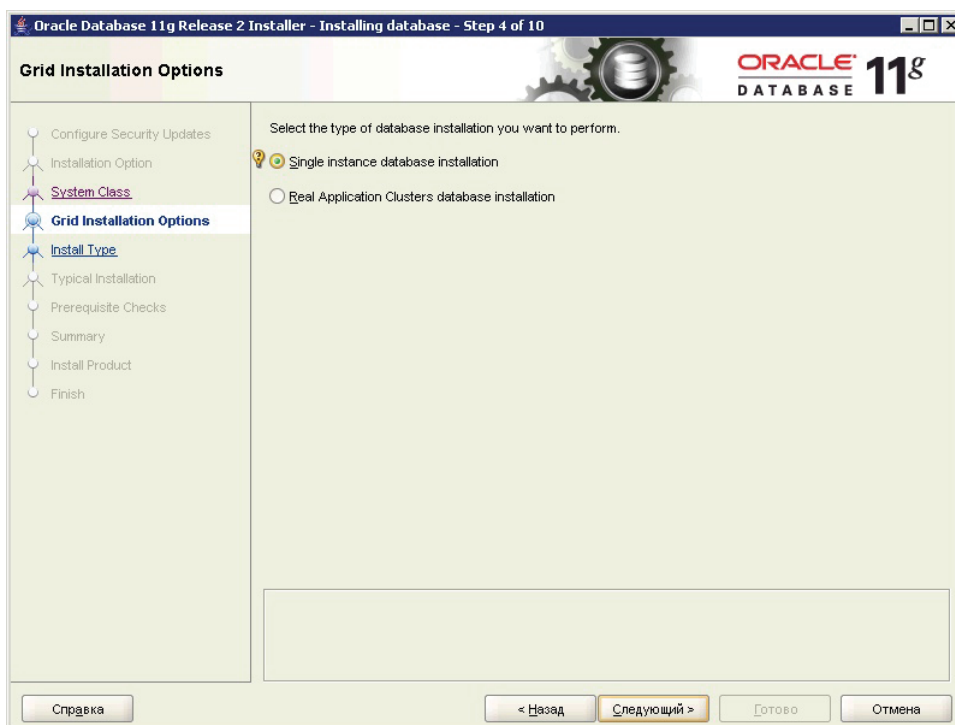 Oracle Database 11g Release 2 Installer - Installing database - Step 4 of 10
Grid Installation Options
ORACLE
DATABASE 11g
Configure Security Updates
Installation Option
System Class
Grid Installation Options
Install Type
Typical Installation
Prerequisite Checks
Summary
Install Product
Finish
Select the type of database installation you want to perform.
Single instance database installation
Real Application Clusters database installation
Справка
< Назад
Следующий >
Готово
Отмена